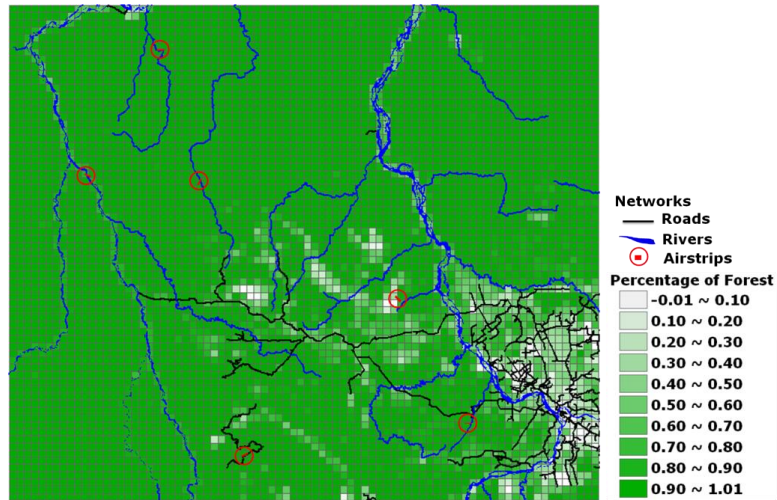 Networks
Roads
Rivers
Airstrips
Percentage of Forest
-0.01 ~ 0.10
0.10 ~ 0.20
0.20 ~ 0.30
0.30 ~ 0.40
0.40 ~ 0.50
0.50 ~ 0.60
0.60 ~ 0.70
0.70 ~ 0.80
0.80 ~ 0.90
0.90 ~ 1.01